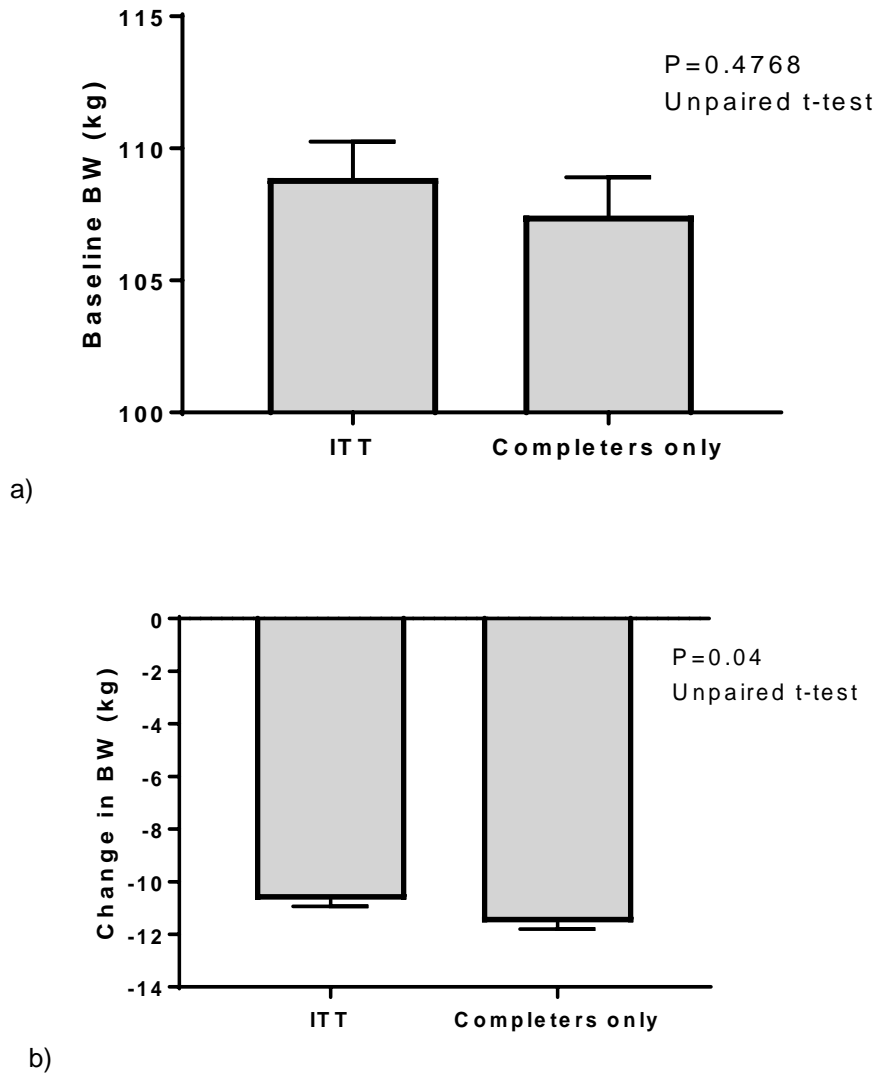 115
110
105
100
Baseline BW (kg)
P=0.4768
Unpaired t-test
ITT
Completers only
a)
0
-2
-4
-6
-8
-10
-12
-14
Change in BW (kg)
P=0.04
Unpaired t-test
ITT
Completers only
b)